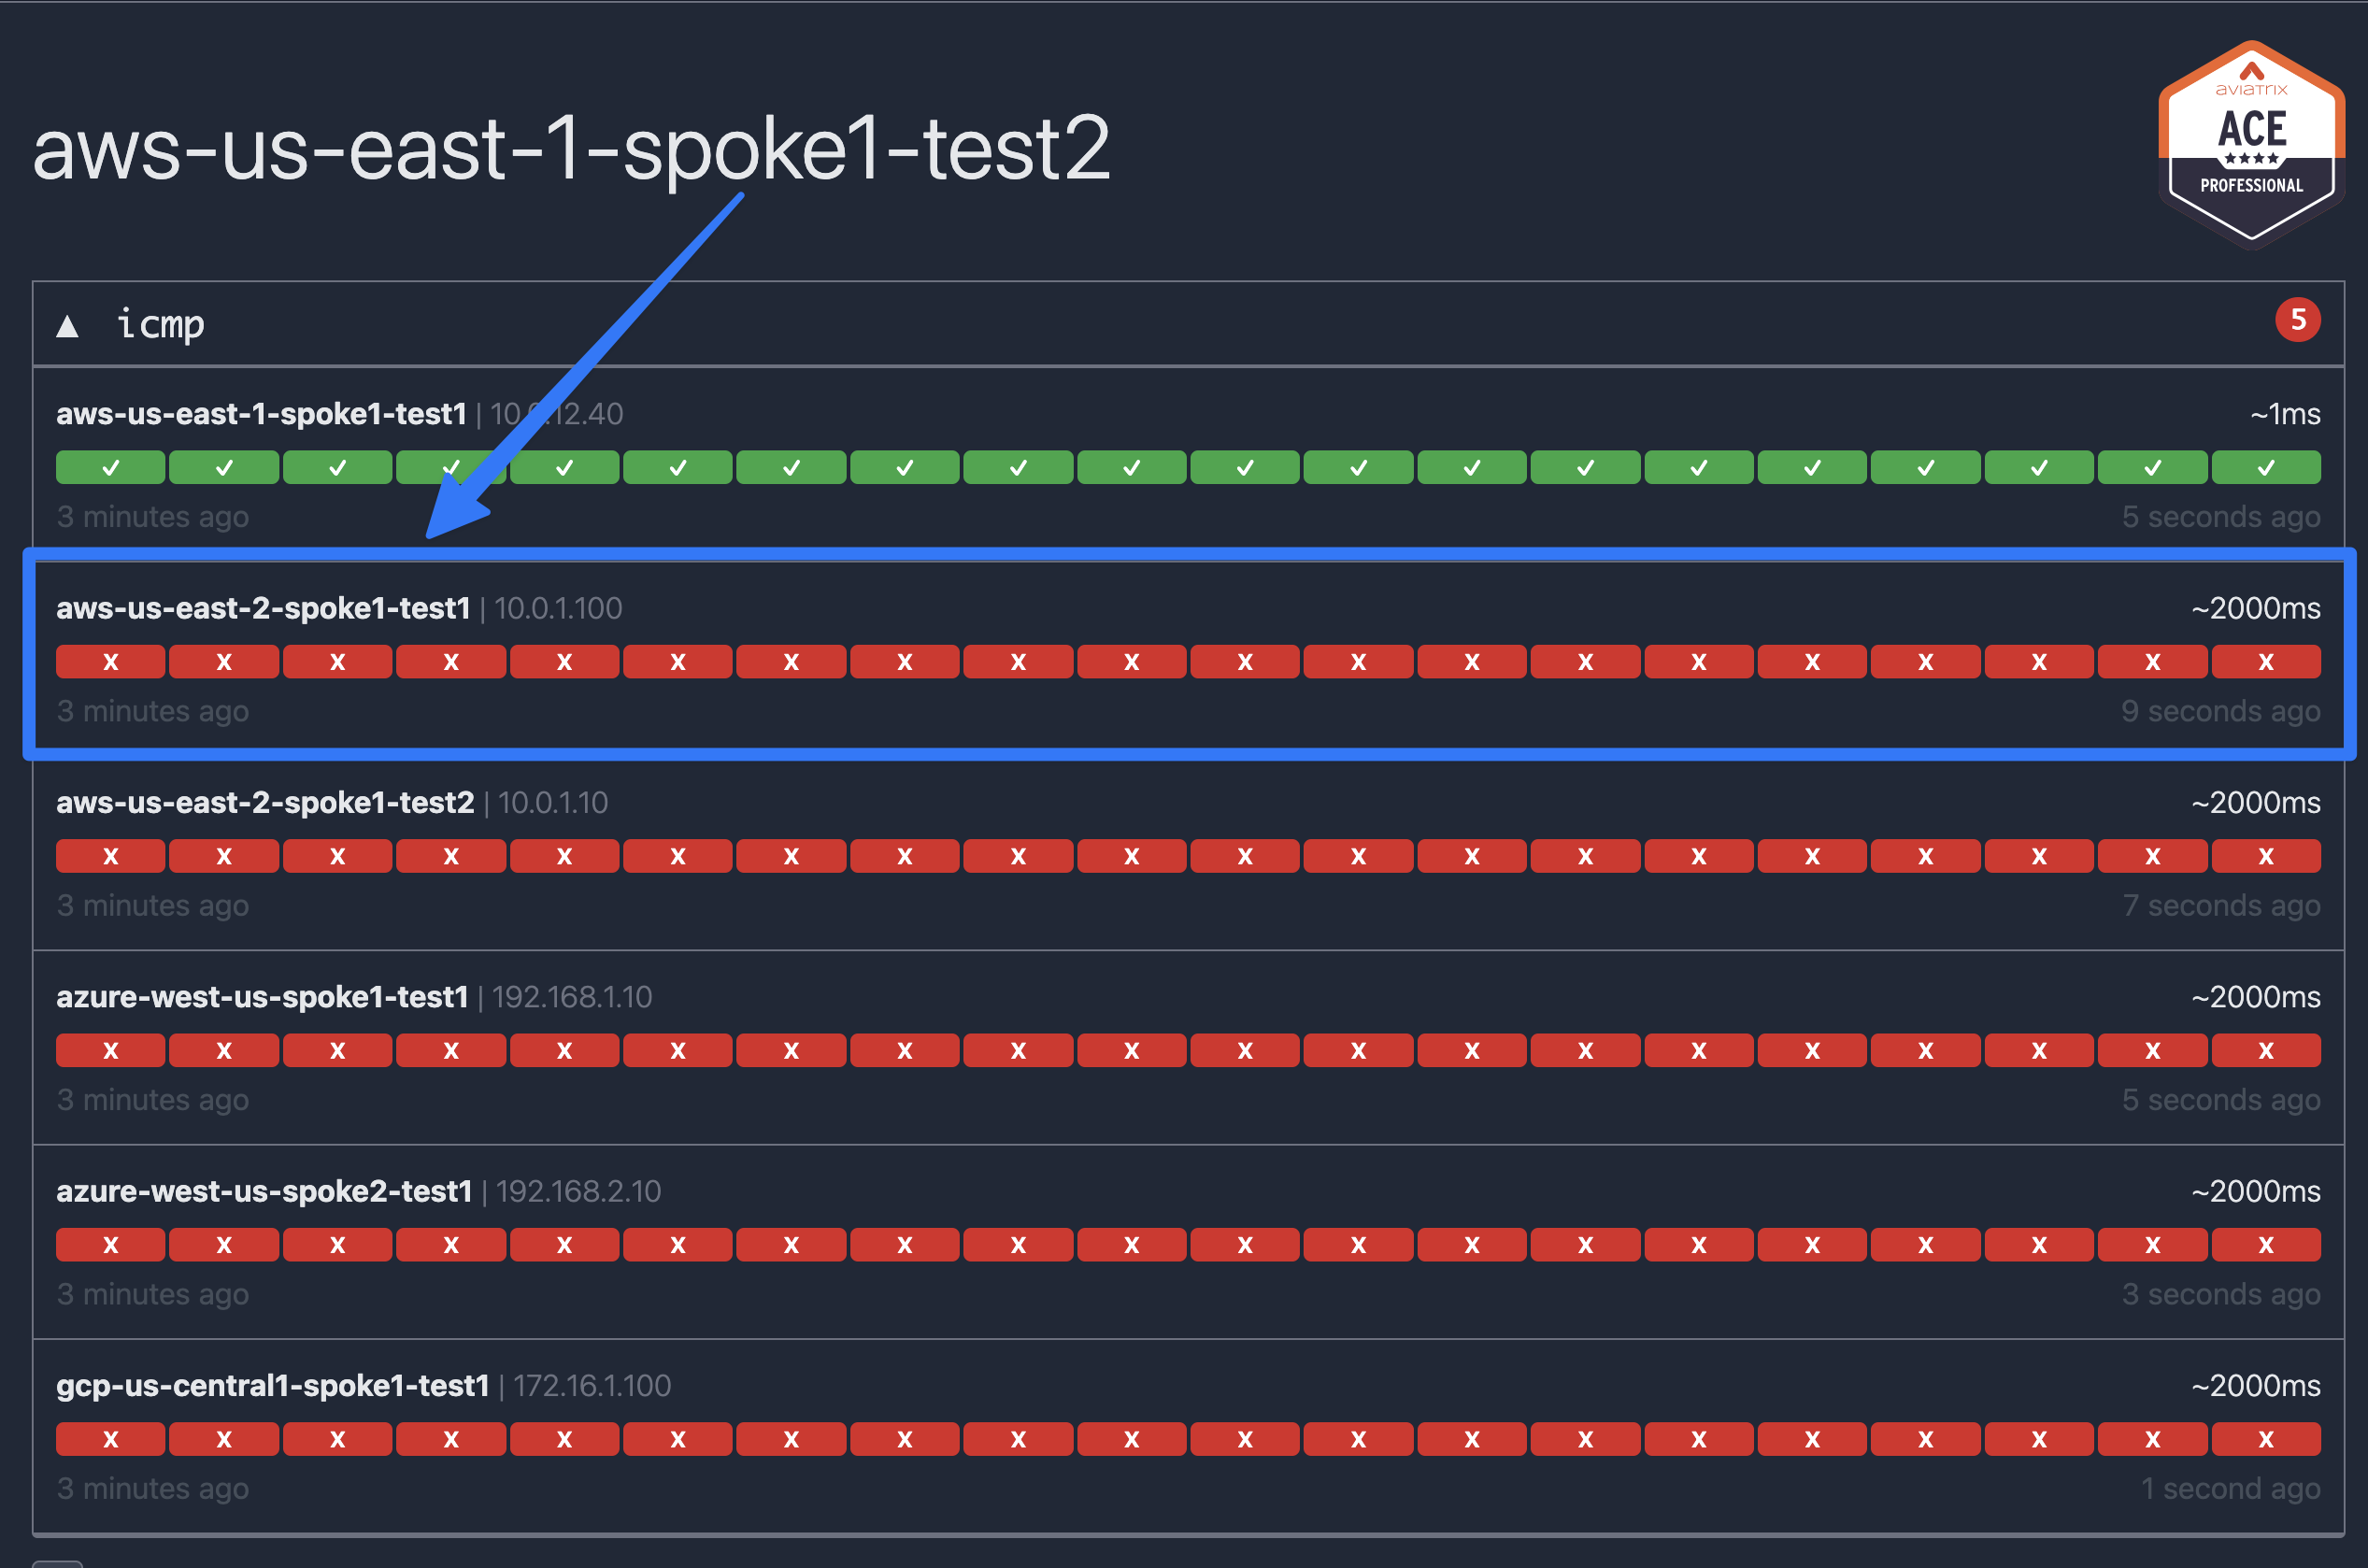 aviatrix
ACE
PROFESSIONAL
aws-us-east-1-spoke1-test2
▲ icmp 5
aws-us-east-1-spoke1-test1 | .12.40 ~1ms
✓ ✓ ✓ ✓ ✓ ✓ ✓ ✓ ✓ ✓ ✓ ✓ ✓ ✓ ✓ ✓ ✓ ✓ ✓ ✓
3 minutes ago 5 seconds ago
aws-us-east-2-spoke1-test1 | 10.0.1.100 ~2000ms
X X X X X X X X X X X X X X X X X X X X
3 minutes ago 9 seconds ago
aws-us-east-2-spoke1-test2 | 10.0.1.10 ~2000ms
X X X X X X X X X X X X X X X X X X X X
3 minutes ago 7 seconds ago
azure-west-us-spoke1-test1 | 192.168.1.10 ~2000ms
X X X X X X X X X X X X X X X X X X X X
3 minutes ago 5 seconds ago
azure-west-us-spoke2-test1 | 192.168.2.10 ~2000ms
X X X X X X X X X X X X X X X X X X X X
3 minutes ago 3 seconds ago
gcp-us-central1-spoke1-test1 | 172.16.1.100 ~2000ms
X X X X X X X X X X X X X X X X X X X X
3 minutes ago 1 second ago